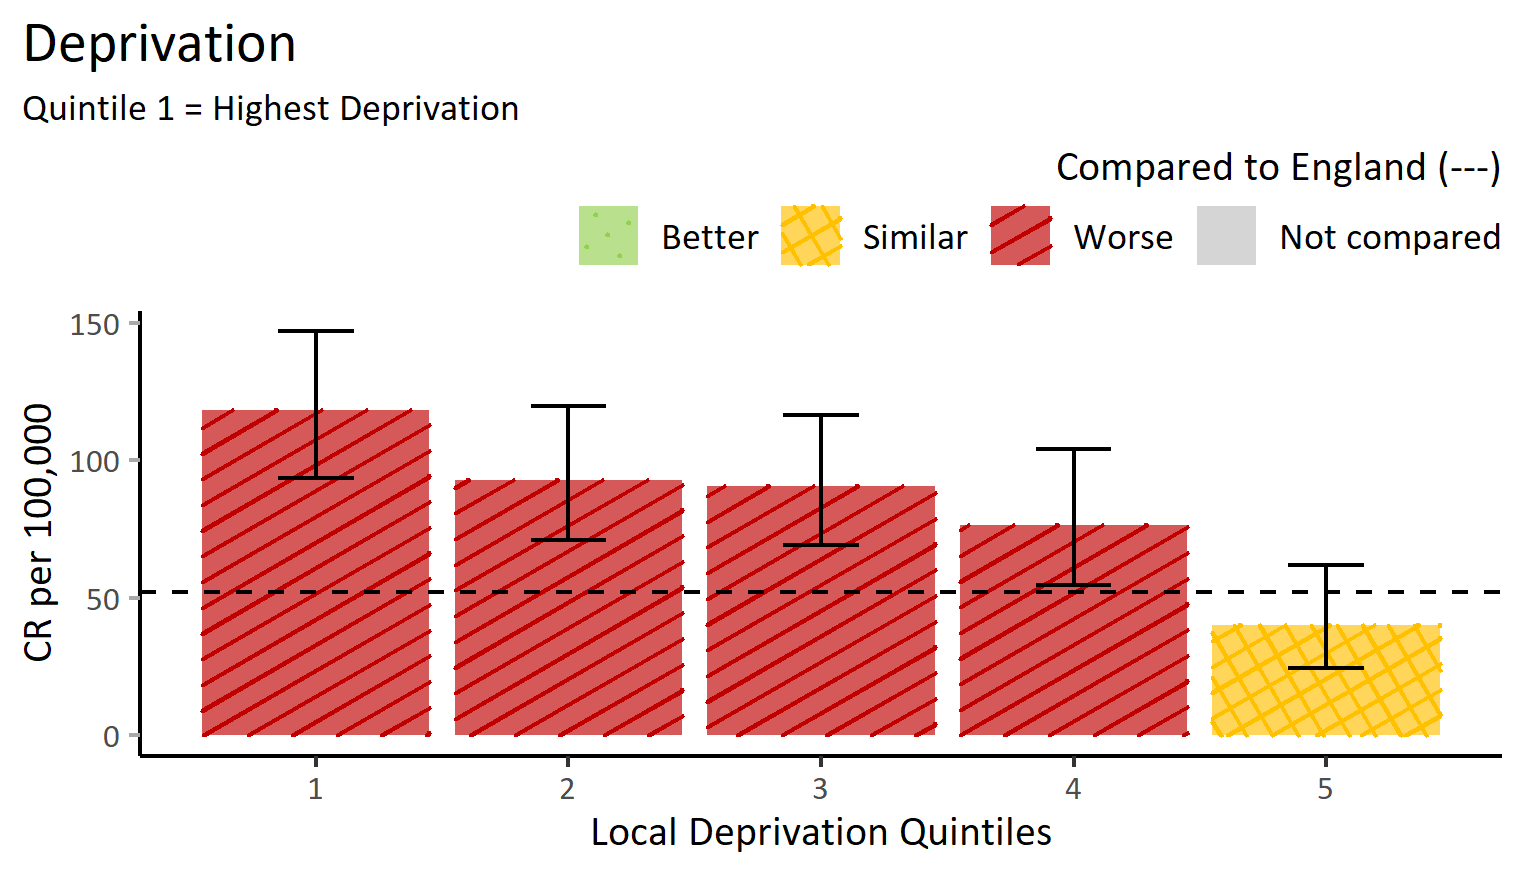 Deprivation
Quintile 1 = Highest Deprivation
Compared to England (---)
Better Similar Worse Not compared
150
100
50
0
CR per 100,000
1 2 3 4 5
Local Deprivation Quintiles